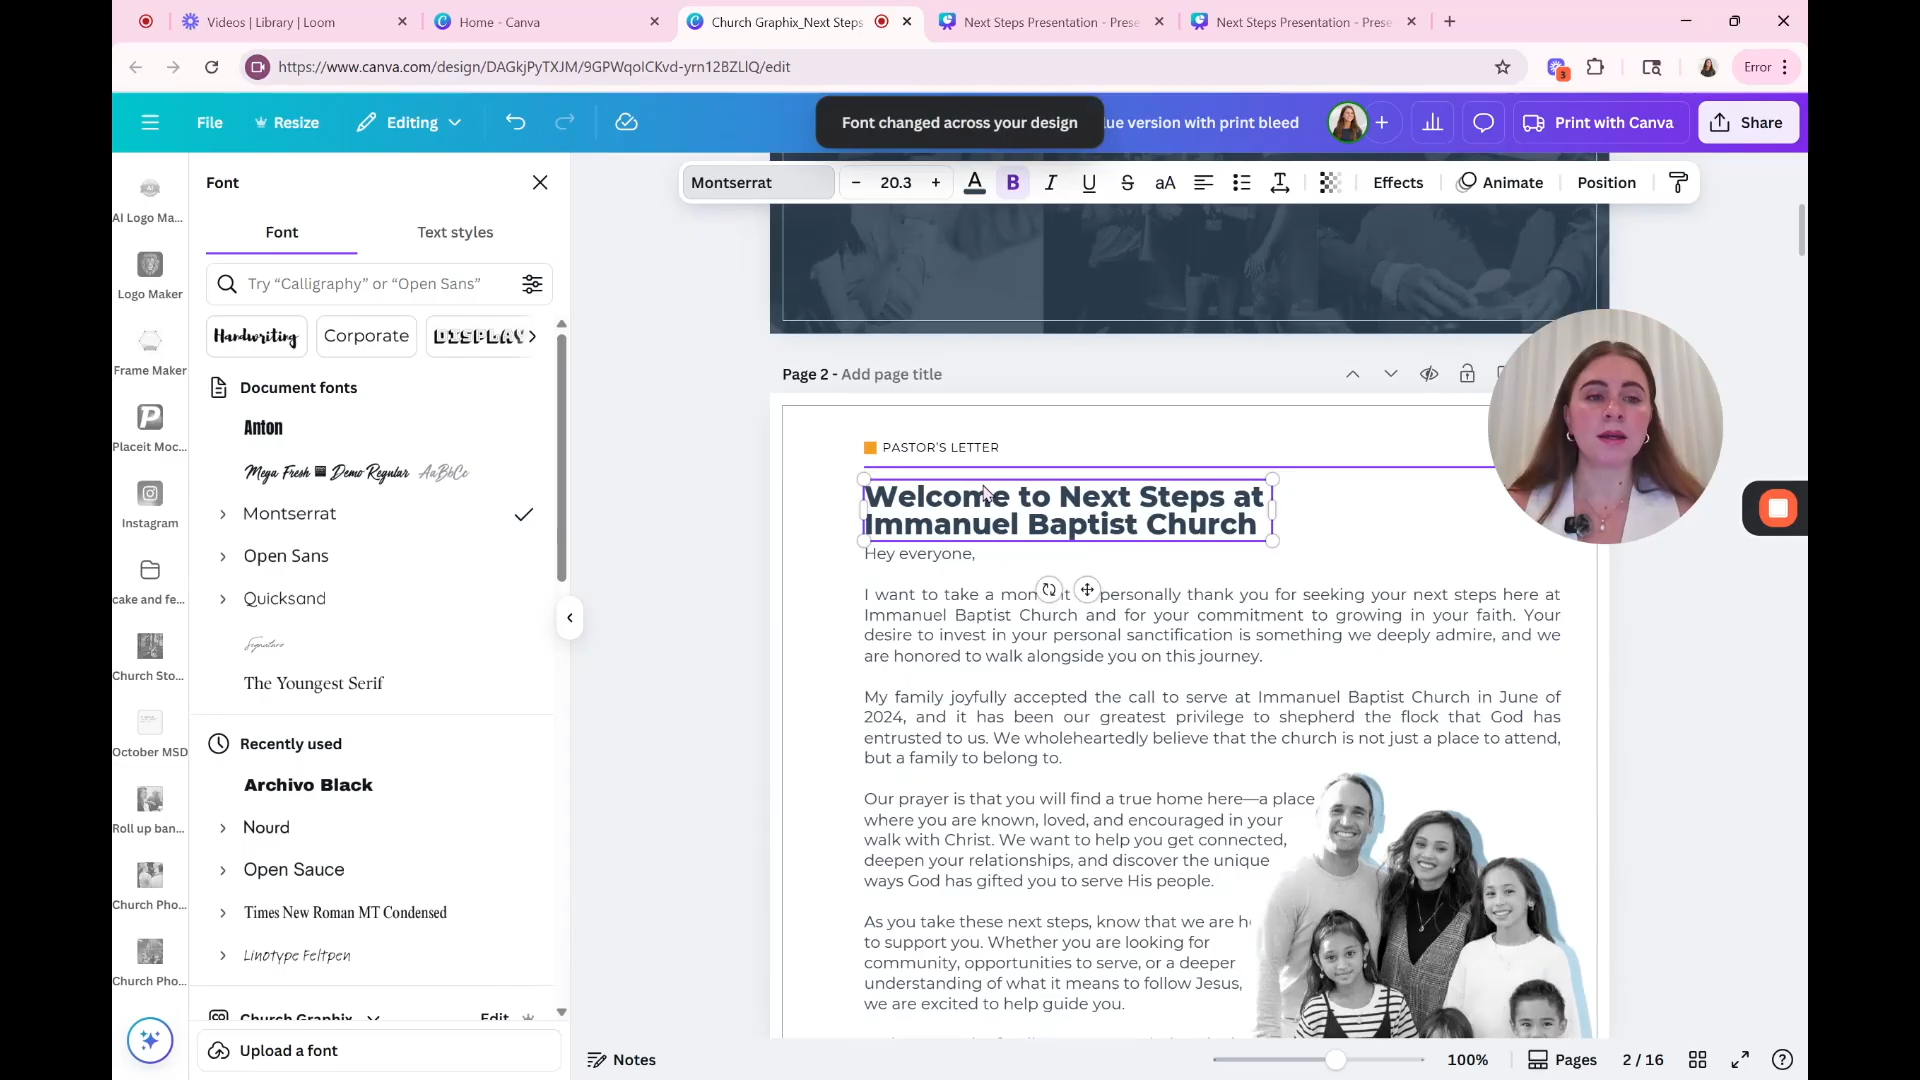 Videos | Library | Loom
Home - Canva
Church Graphix_Next Steps
Next Steps Presentation - Prese
Next Steps Presentation - Prese
https://www.canva.com/design/DAGkjPyTXJM/9GPWqoICKvd-yrn12BZLlQ/edit
3
Error
File
Resize
Editing
Font changed across your design
lue version with print bleed
Print with Canva
Share
AI Logo Ma...
Logo Maker
Frame Maker
Placeit Moc...
Instagram
cake and fe...
Church Sto...
October MSD
Roll up ban...
Church Pho...
Church Pho...
Font
Font
Text styles
Try “Calligraphy” or “Open Sans”
Handwriting
Corporate
DISPLAY
Document fonts
Anton
Mega Fresh Demo Regular AaBbCc
Montserrat
Open Sans
Quicksand
Signature
The Youngest Serif
Recently used
Archivo Black
Nourd
Open Sauce
Times New Roman MT Condensed
Linotype Feltpen
Church Graphix
Edit
Upload a font
Montserrat
20.3
A
B
I
U
S
aA
Effects
Animate
Position
Page 2 - Add page title
PASTOR'S LETTER
Welcome to Next Steps at
Immanuel Baptist Church
Hey everyone,
I want to take a moment personally thank you for seeking your next steps here at
Immanuel Baptist Church and for your commitment to growing in your faith. Your
desire to invest in your personal sanctification is something we deeply admire, and we
are honored to walk alongside you on this journey.
My family joyfully accepted the call to serve at Immanuel Baptist Church in June of
2024, and it has been our greatest privilege to shepherd the flock that God has
entrusted to us. We wholeheartedly believe that the church is not just a place to attend,
but a family to belong to.
Our prayer is that you will find a true home here—a place
where you are known, loved, and encouraged in your
walk with Christ. We want to help you get connected,
deepen your relationships, and discover the unique
ways God has gifted you to serve His people.
As you take these next steps, know that we are he
to support you. Whether you are looking for
community, opportunities to serve, or a deeper
understanding of what it means to follow Jesus,
we are excited to help guide you.
Notes
100%
Pages
2 / 16